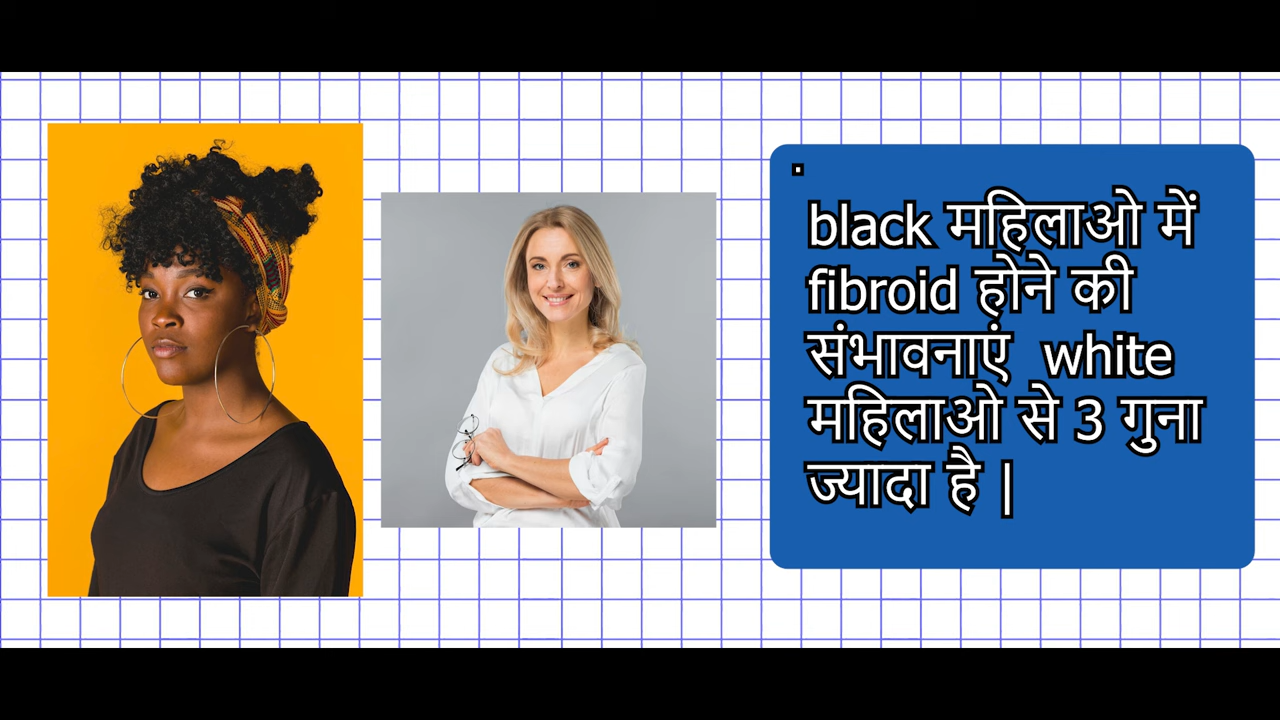 .
black महिलाओ में
fibroid होने की
संभावनाएं white
महिलाओ से 3 गुना
ज्यादा है |